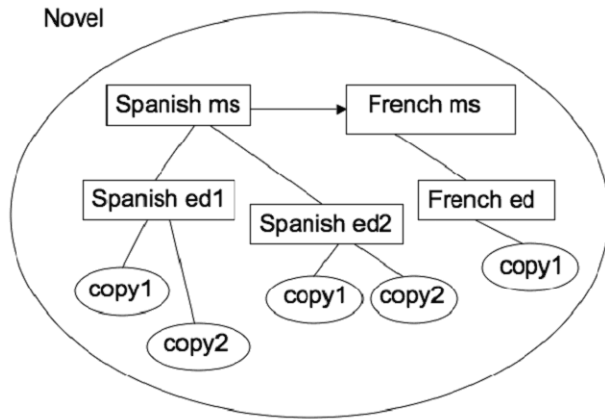 Novel
Spanish ms
French ms
Spanish ed1
Spanish ed2
French ed
copy1
copy2
copy1
copy2
copy1